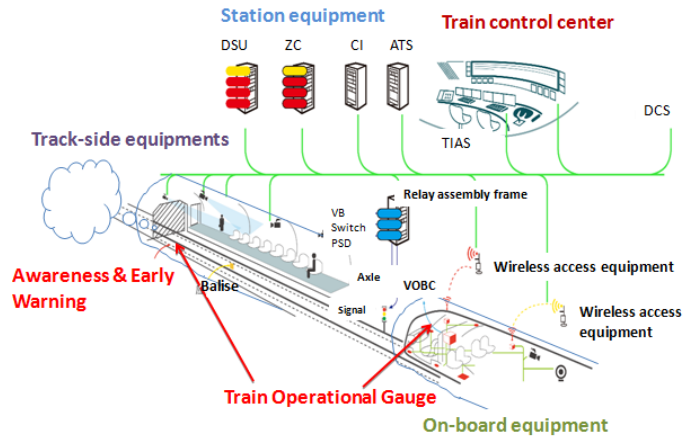 Station equipment
Train control center
DSU
ZC
CI
ATS
DCS
TIAS
Track-side equipments
Relay assembly frame
VB
Switch
PSD
Wireless access equipment
Awareness & Early
Warning
Balise
Axle
VOBC
Signal
Wireless access
equipment
Train Operational Gauge
On-board equipment